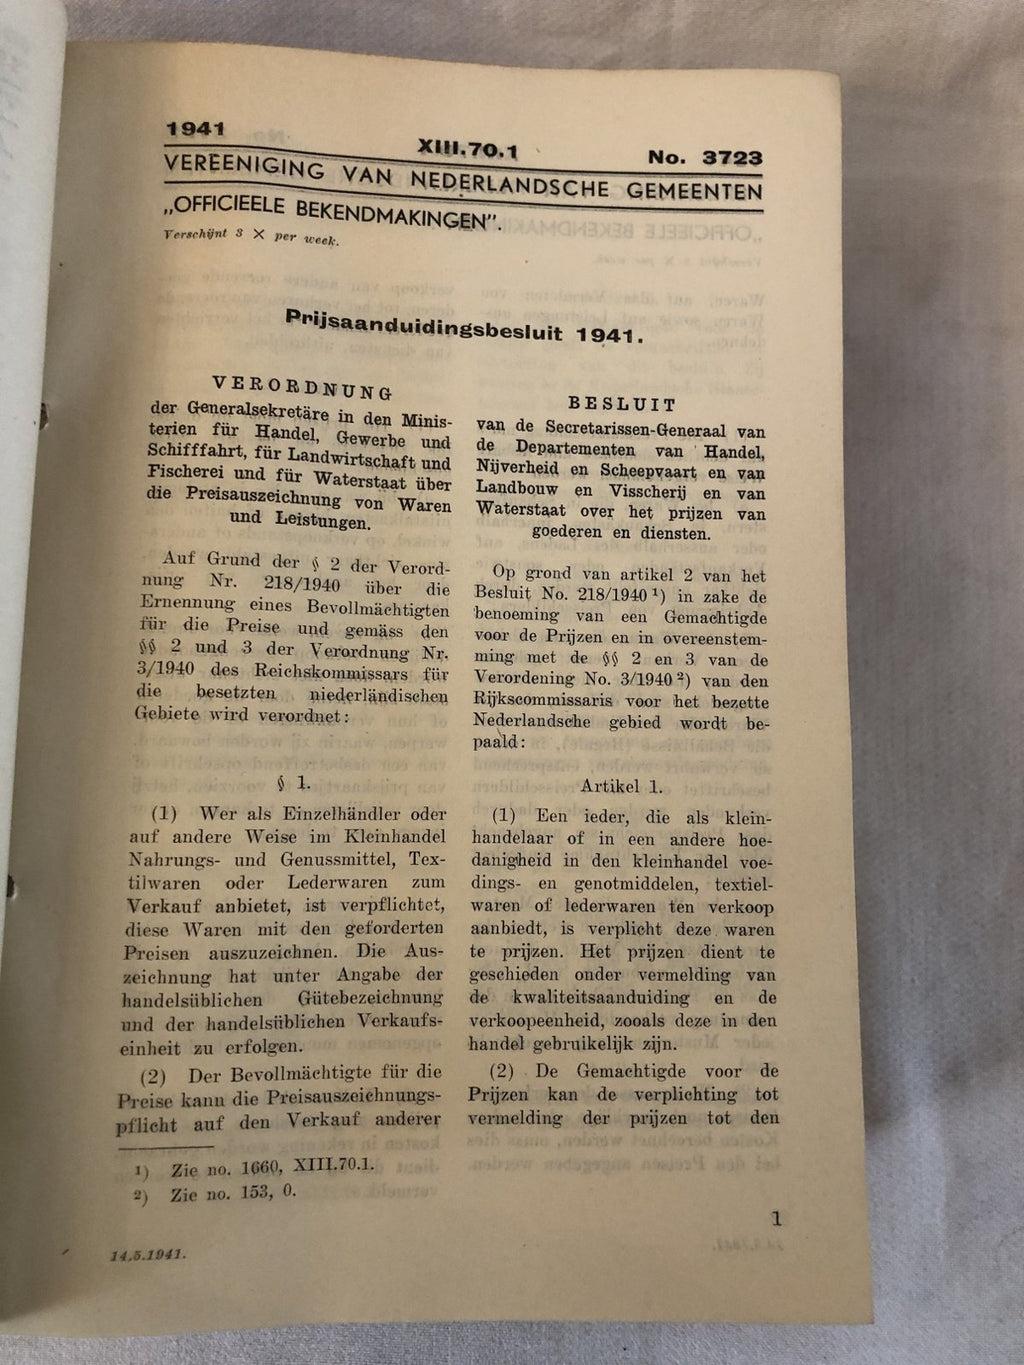 1941
XIII.70.1
No. 3723
VEREENIGING VAN NEDERLANDSCHE GEMEENTEN
„OFFICIEELE BEKENDMAKINGEN”.
Verschijnt 3 X per week.
Prijsaanduidingsbesluit 1941.
VERORDNUNG
der Generalsekretäre in den Minis-
terien für Handel, Gewerbe und
Schifffahrt, für Landwirtschaft und
Fischerei und für Waterstaat über
die Preisauszeichnung von Waren
und Leistungen.
Auf Grund der § 2 der Verord-
nung Nr. 218/1940 über die
Ernennung eines Bevollmächtigten
für die Preise und gemäss den
§§ 2 und 3 der Verordnung Nr.
3/1940 des Reichskommissars für
die besetzten niederländischen
Gebiete wird verordnet:
§ 1.
(1) Wer als Einzelhändler oder
auf andere Weise im Kleinhandel
Nahrungs- und Genussmittel, Tex-
tilwaren oder Lederwaren zum
Verkauf anbietet, ist verpflichtet,
diese Waren mit den geforderten
Preisen auszuzeichnen. Die Aus-
zeichnung hat unter Angabe der
handelsüblichen Gütebezeichnung
und der handelsüblichen Verkaufs-
einheit zu erfolgen.
(2) Der Bevollmächtigte für die
Preise kann die Preisauszeichnungs-
pflicht auf den Verkauf anderer
1) Zie no. 1660, XIII.70.1.
2) Zie no. 153, 0.
14.5.1941.
BESLUIT
van de Secretarissen-Generaal van
de Departementen van Handel,
Nijverheid en Scheepvaart en van
Landbouw en Visscherij en van
Waterstaat over het prijzen van
goederen en diensten.
Op grond van artikel 2 van het
Besluit No. 218/1940 1) in zake de
benoeming van een Gemachtigde
voor de Prijzen en in overeenstem-
ming met de §§ 2 en 3 van de
Verordening No. 3/1940 2) van den
Rijkscommissaris voor het bezette
Nederlandsche gebied wordt be-
paald:
Artikel 1.
(1) Een ieder, die als klein-
handelaar of in een andere hoe-
danigheid in den kleinhandel voe-
dings- en genotmiddelen, textiel-
waren of lederwaren ten verkoop
aanbiedt, is verplicht deze waren
te prijzen. Het prijzen dient te
geschieden onder vermelding van
de kwaliteitsaanduiding en de
verkoopeenheid, zooals deze in den
handel gebruikelijk zijn.
(2) De Gemachtigde voor de
Prijzen kan de verplichting tot
vermelding der prijzen tot den
1